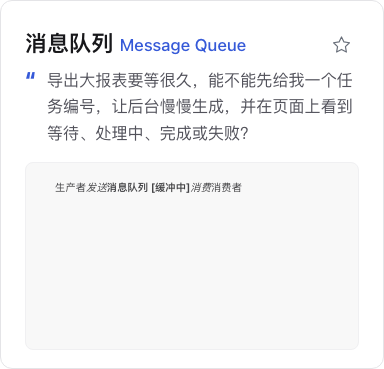 消息队列 Message Queue
“
导出大报表要等很久，能不能先给我一个任
务编号，让后台慢慢生成，并在页面上看到
等待、处理中、完成或失败？
生产者发送消息队列 [缓冲中]消费消费者